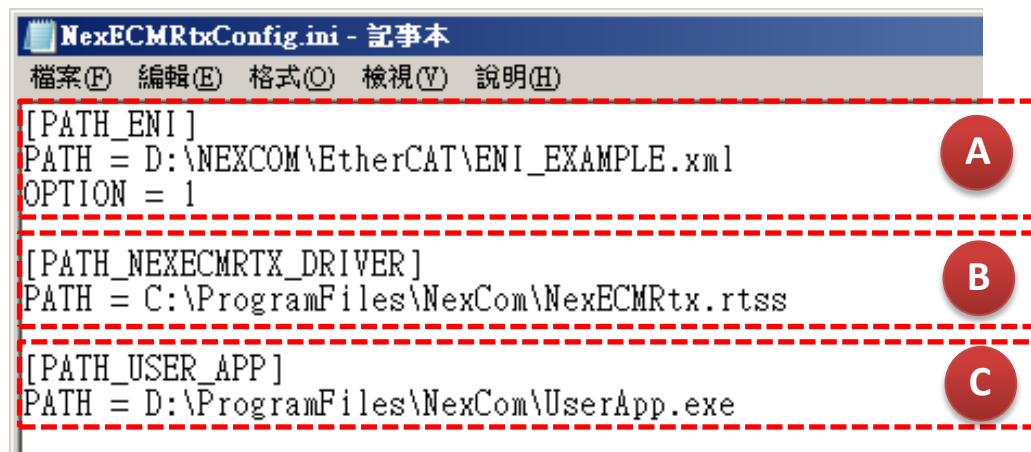 NexECMRtxConfig.ini - 記事本
檔案(F) 編輯(E) 格式(O) 檢視(V) 說明(H)
[PATH_ENI]
PATH = D:\NEXCOM\EtherCAT\ENI_EXAMPLE.xml
OPTION = 1
A
[PATH_NEXECMRTX_DRIVER]
PATH = C:\ProgramFiles\NexCom\NexECMRtx.rtss
B
[PATH_USER_APP]
PATH = D:\ProgramFiles\NexCom\UserApp.exe
C